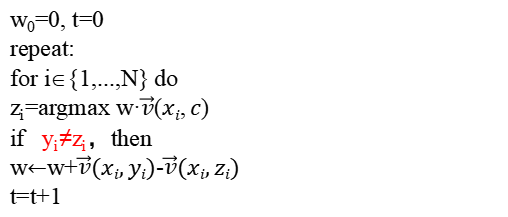 w₀=0, t=0
repeat:
for i∈{1,...,N} do
zᵢ=argmax w·v⃗(xᵢ, c)
if yᵢ≠zᵢ，then
w←w+v⃗(xᵢ, yᵢ)-v⃗(xᵢ, zᵢ)
t=t+1